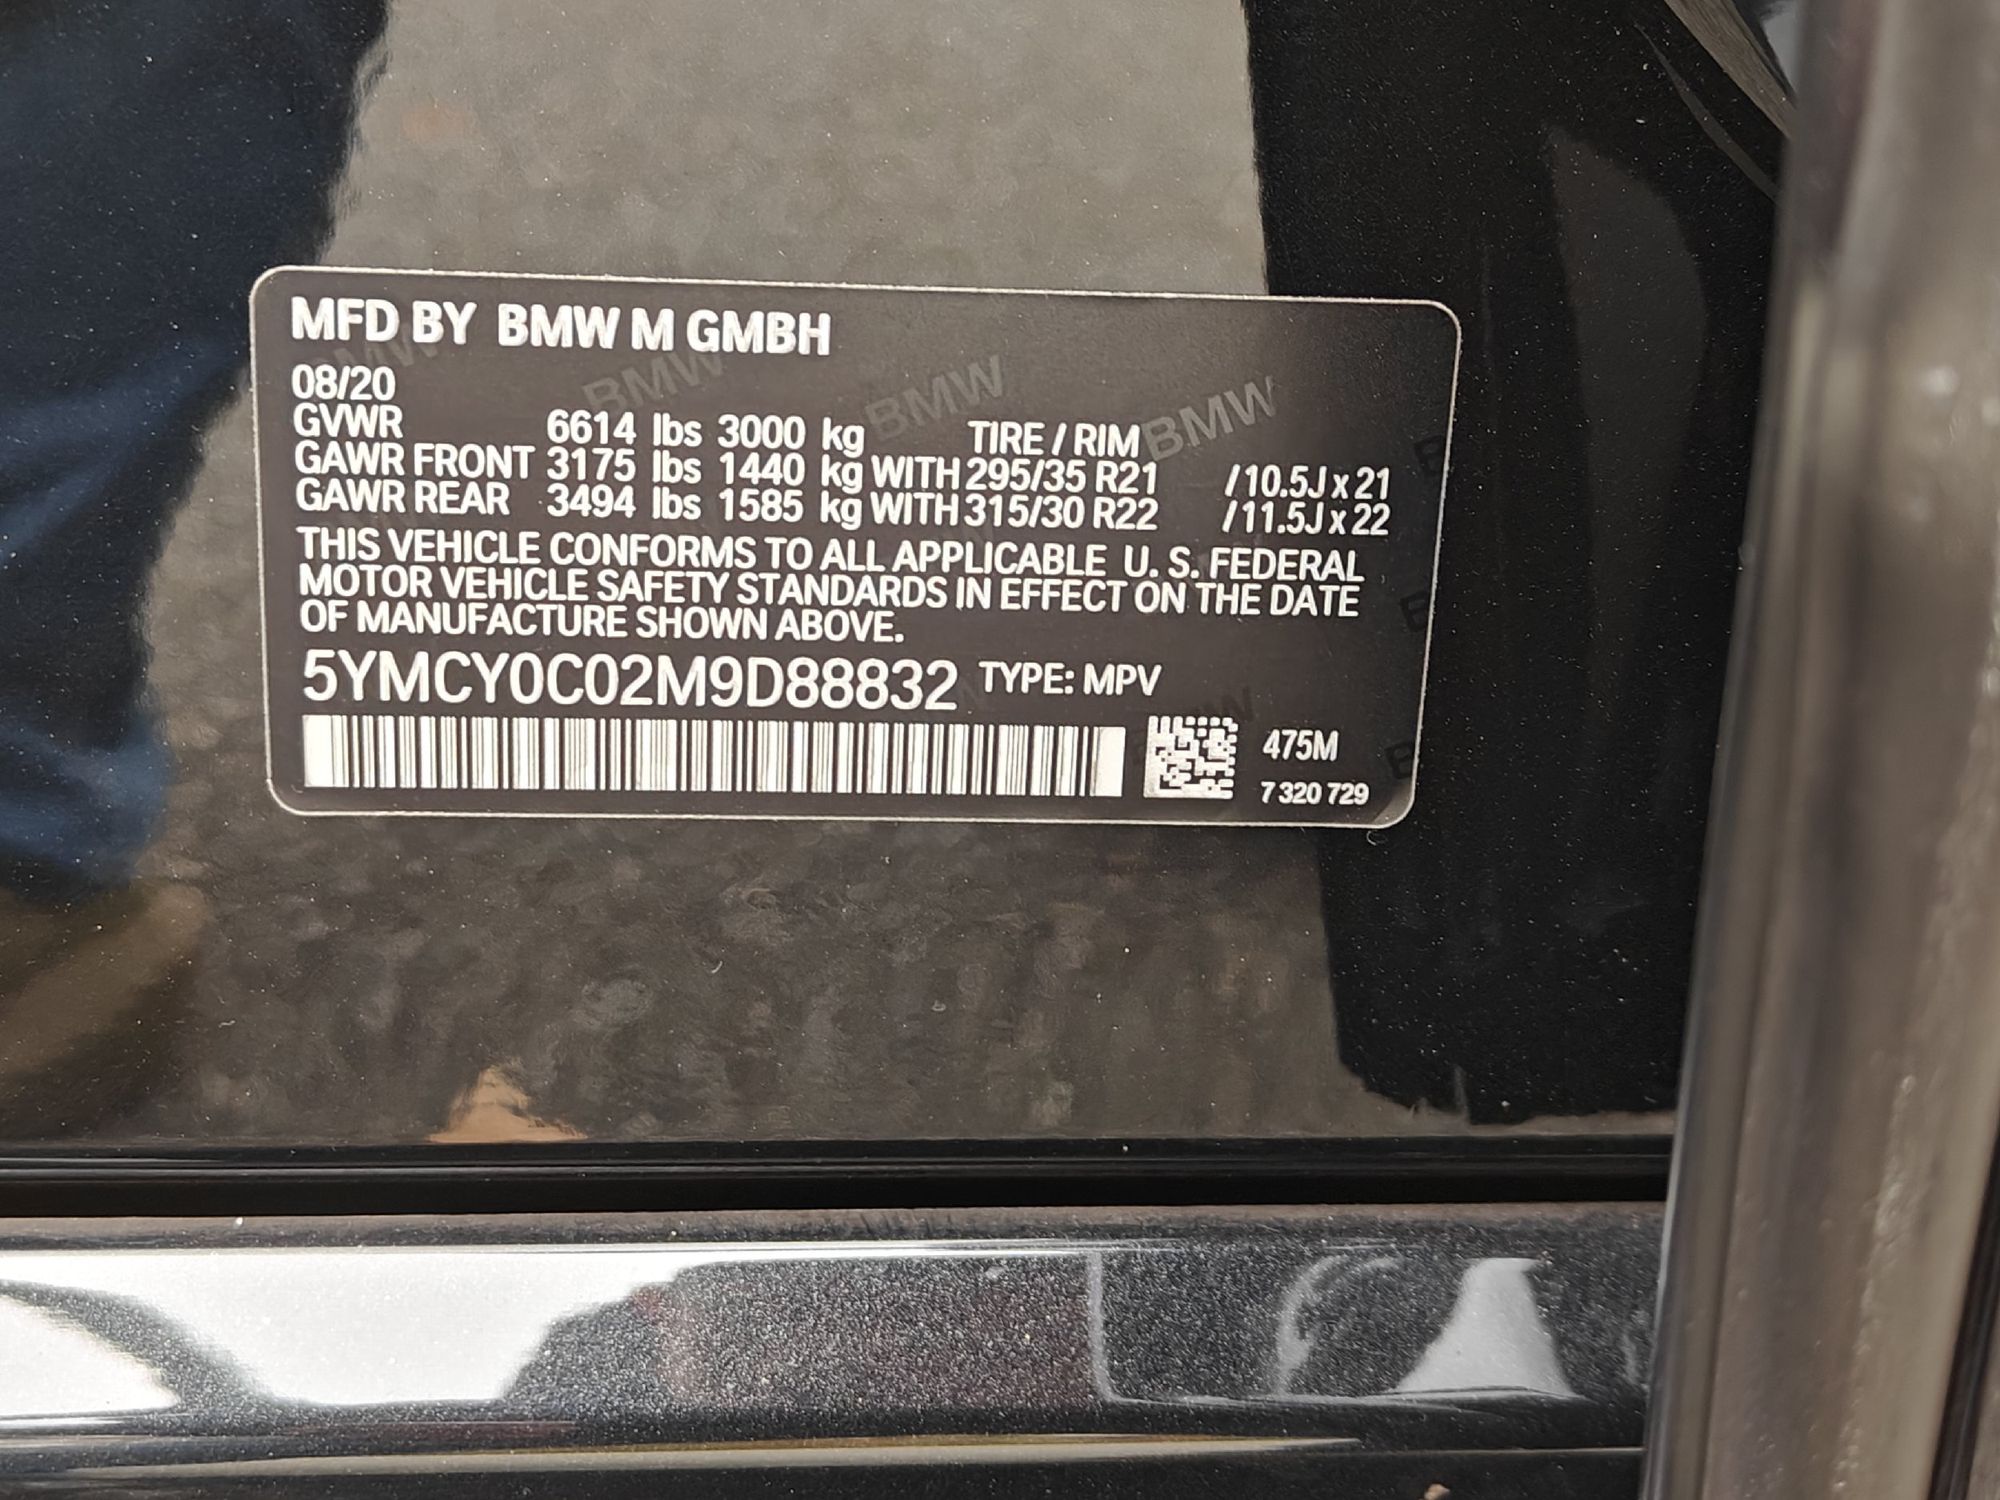 MFD BY BMW M GMBH
08/20
GVWR 6614 lbs 3000 kg TIRE / RIM
GAWR FRONT 3175 lbs 1440 kg WITH 295/35 R21 /10.5J x 21
GAWR REAR 3494 lbs 1585 kg WITH 315/30 R22 /11.5J x 22
THIS VEHICLE CONFORMS TO ALL APPLICABLE U. S. FEDERAL
MOTOR VEHICLE SAFETY STANDARDS IN EFFECT ON THE DATE
OF MANUFACTURE SHOWN ABOVE.
5YMCY0C02M9D88832 TYPE: MPV
475M
7 320 729